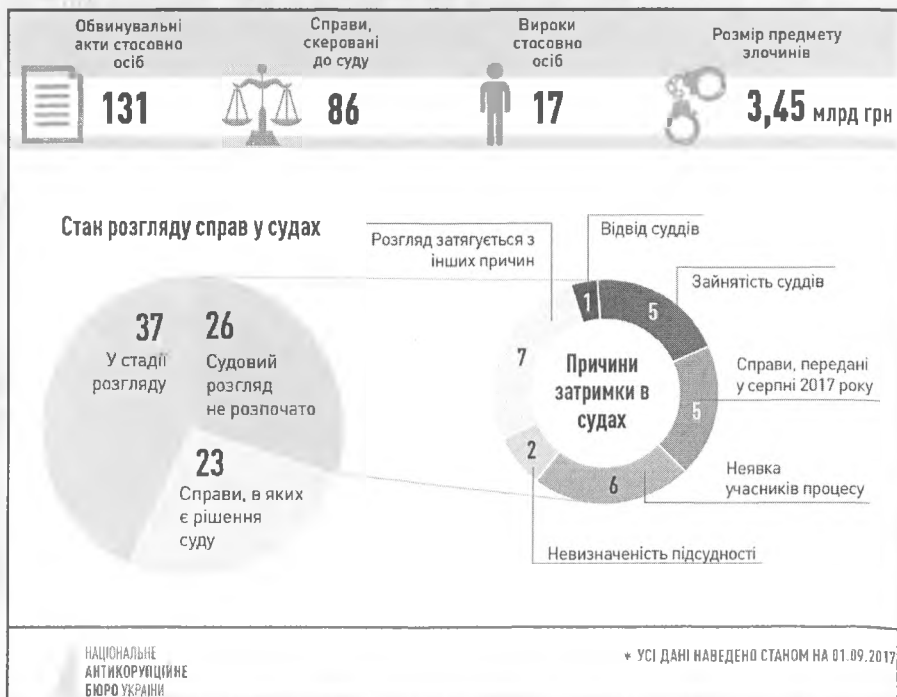 Обвинувальні
акти стосовно
осіб
131
Справи,
скеровані
до суду
86
Вироки
стосовно
осіб
17
Розмір предмету
злочинів
3,45 млрд грн
Стан розгляду справ у судах
37
У стадії
розгляду
26
Судовий
розгляд
не розпочато
23
Справи, в яких
є рішення
суду
Розгляд затягується з
інших причин
Відвід суддів
Зайнятість суддів
Справи, передані
у серпні 2017 року
Неявка
учасників процесу
Невизначеність підсудності
1
5
5
6
2
7
Причини
затримки в
судах
НАЦІОНАЛЬНЕ
АНТИКОРУПЦІЙНЕ
БЮРО УКРАЇНИ
* УСІ ДАНІ НАВЕДЕНО СТАНОМ НА 01.09.2017